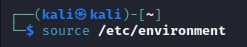 ┌──(kali㉿kali)-[~]
└─$ source /etc/environment